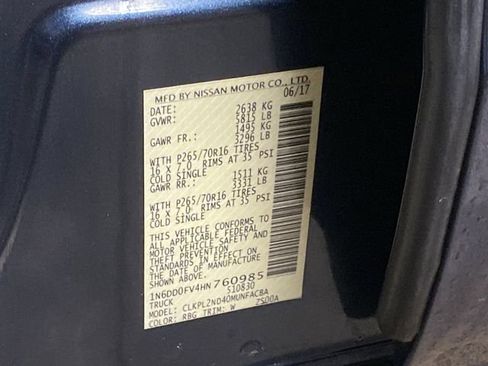 MFD BY NISSAN MOTOR CO., LTD.
DATE: 06/17
GVWR: 2638 KG
5815 LB
GAWR FR.: 1495 KG
3296 LB
WITH P265/70R16 TIRES
16 X 7.0 RIMS AT 35 PSI
COLD SINGLE
GAWR RR.: 1511 KG
3331 LB
WITH P265/70R16 TIRES
16 X 7.0 RIMS AT 35 PSI
COLD SINGLE
THIS VEHICLE CONFORMS TO
ALL APPLICABLE FEDERAL
MOTOR VEHICLE SAFETY AND
THEFT PREVENTION
STANDARDS IN EFFECT ON
THE DATE OF MANUFACTURE
SHOWN ABOVE.
1N6DD0FV4HN760985
TRUCK 510830
MODEL: CLKPLZND40MUNFACBA
COLOR: RBG TRIM: W ZS00A